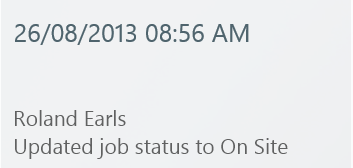 26/08/2013 08:56 AM
Roland Earls
Updated job status to On Site